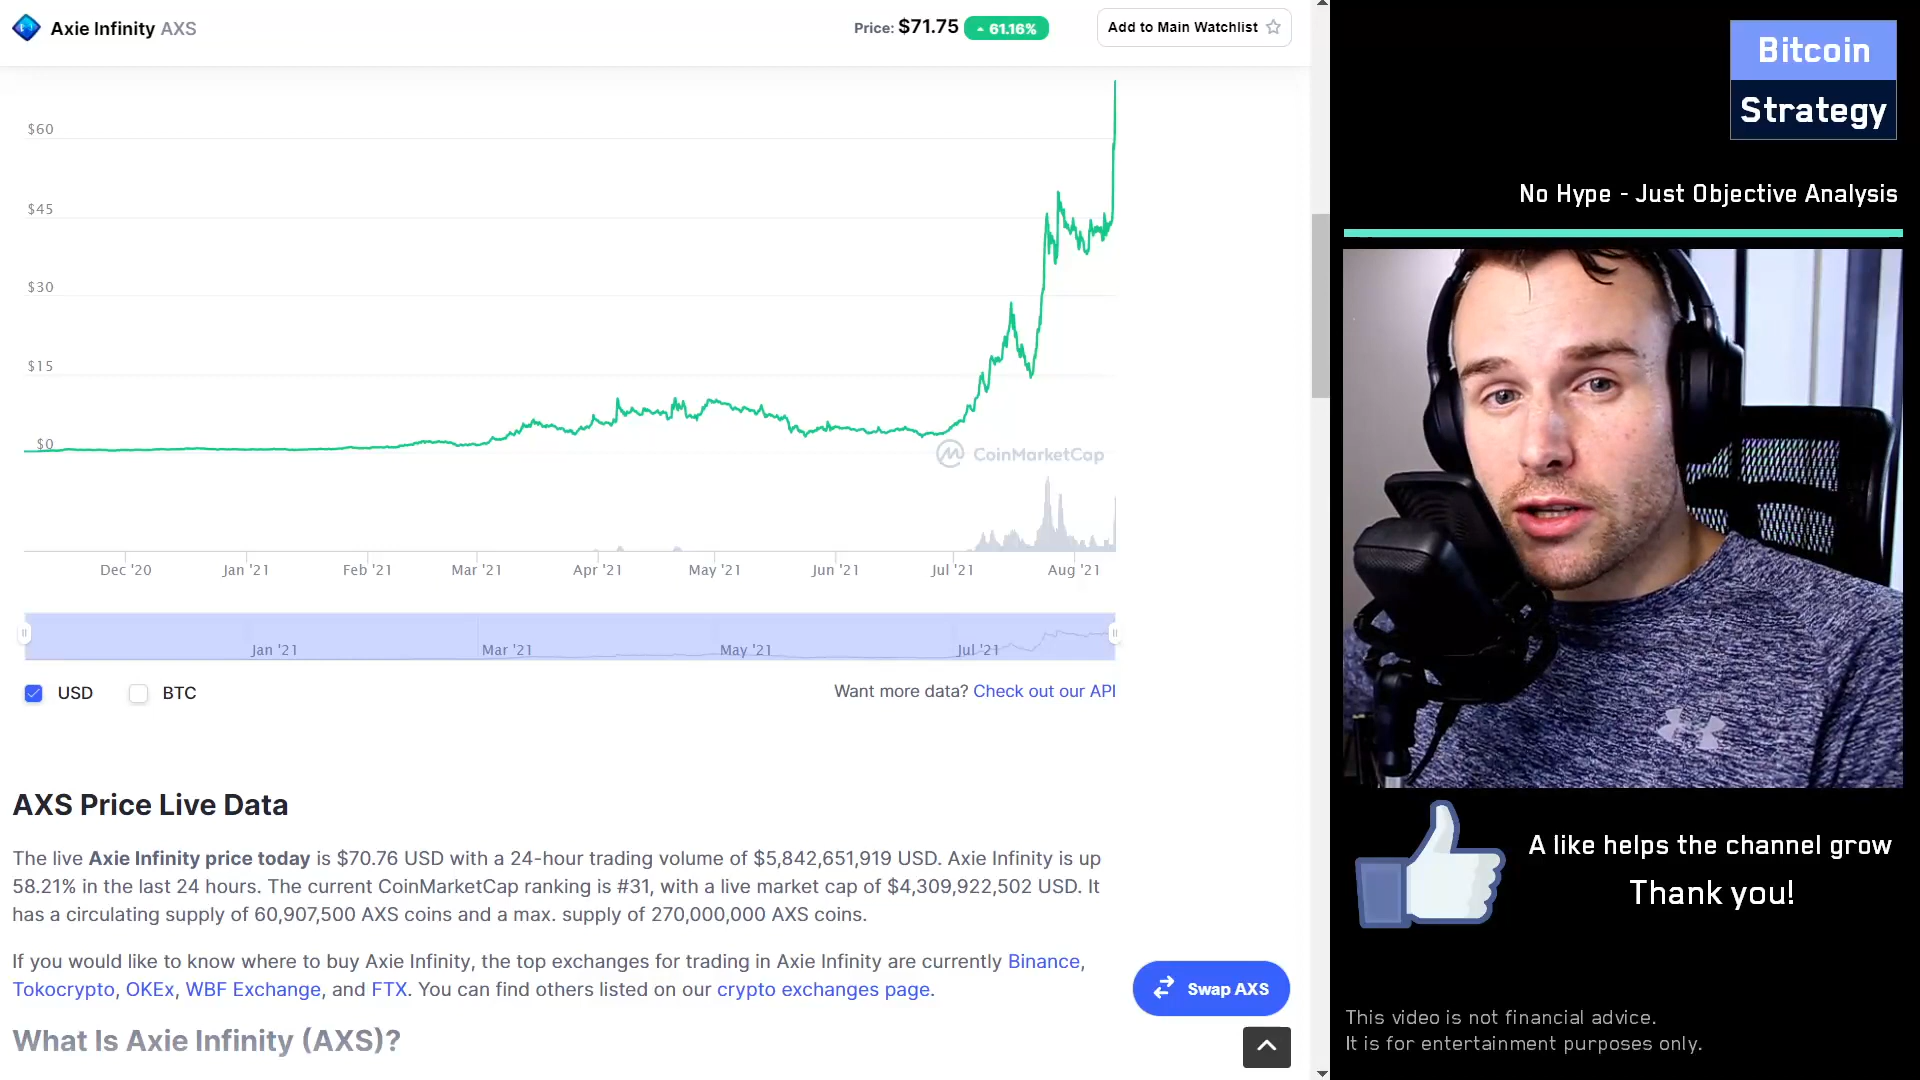 Axie Infinity AXS
Price: $71.75 61.16%
Add to Main Watchlist
$60
$45
$30
$15
$0
CoinMarketCap
Dec '20 Jan '21 Feb '21 Mar '21 Apr '21 May '21 Jun '21 Jul '21 Aug '21
Jan '21 Mar '21 May '21 Jul '21
USD BTC
Want more data? Check out our API
AXS Price Live Data
The live Axie Infinity price today is $70.76 USD with a 24-hour trading volume of $5,842,651,919 USD. Axie Infinity is up
58.21% in the last 24 hours. The current CoinMarketCap ranking is #31, with a live market cap of $4,309,922,502 USD. It
has a circulating supply of 60,907,500 AXS coins and a max. supply of 270,000,000 AXS coins.
If you would like to know where to buy Axie Infinity, the top exchanges for trading in Axie Infinity are currently Binance,
Tokocrypto, OKEx, WBF Exchange, and FTX. You can find others listed on our crypto exchanges page.
Swap AXS
What Is Axie Infinity (AXS)?
Bitcoin
Strategy
No Hype - Just Objective Analysis
A like helps the channel grow
Thank you!
This video is not financial advice.
It is for entertainment purposes only.